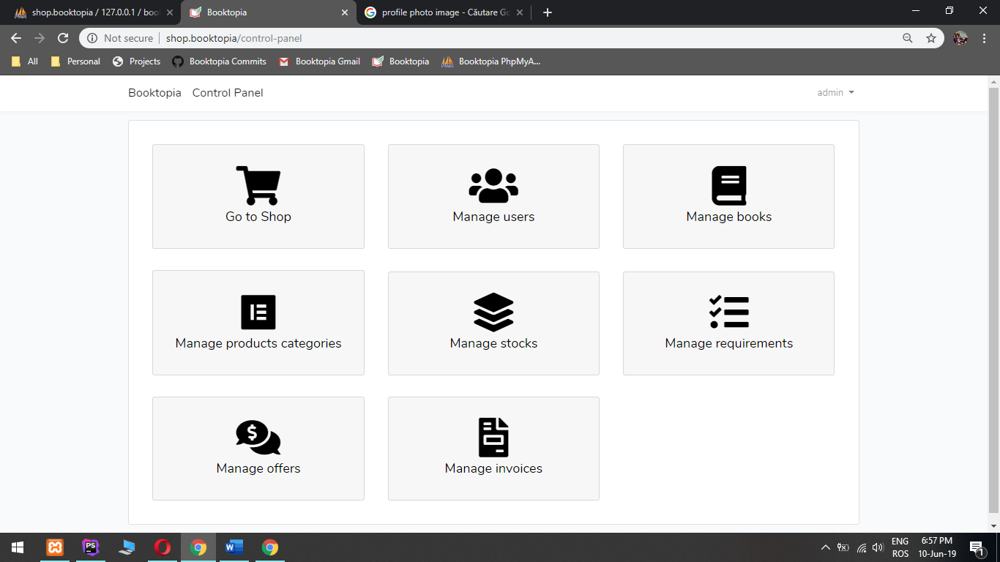 shop.booktopia / 127.0.0.1 / boo
Booktopia
profile photo image - Căutare Go
Not secure
shop.booktopia/control-panel
All
Personal
Projects
Booktopia Commits
Booktopia Gmail
Booktopia
Booktopia PhpMyA...
Booktopia
Control Panel
admin
Go to Shop
Manage users
Manage books
Manage products categories
Manage stocks
Manage requirements
Manage offers
Manage invoices
ENG
6:57 PM
ROS
10-Jun-19
1